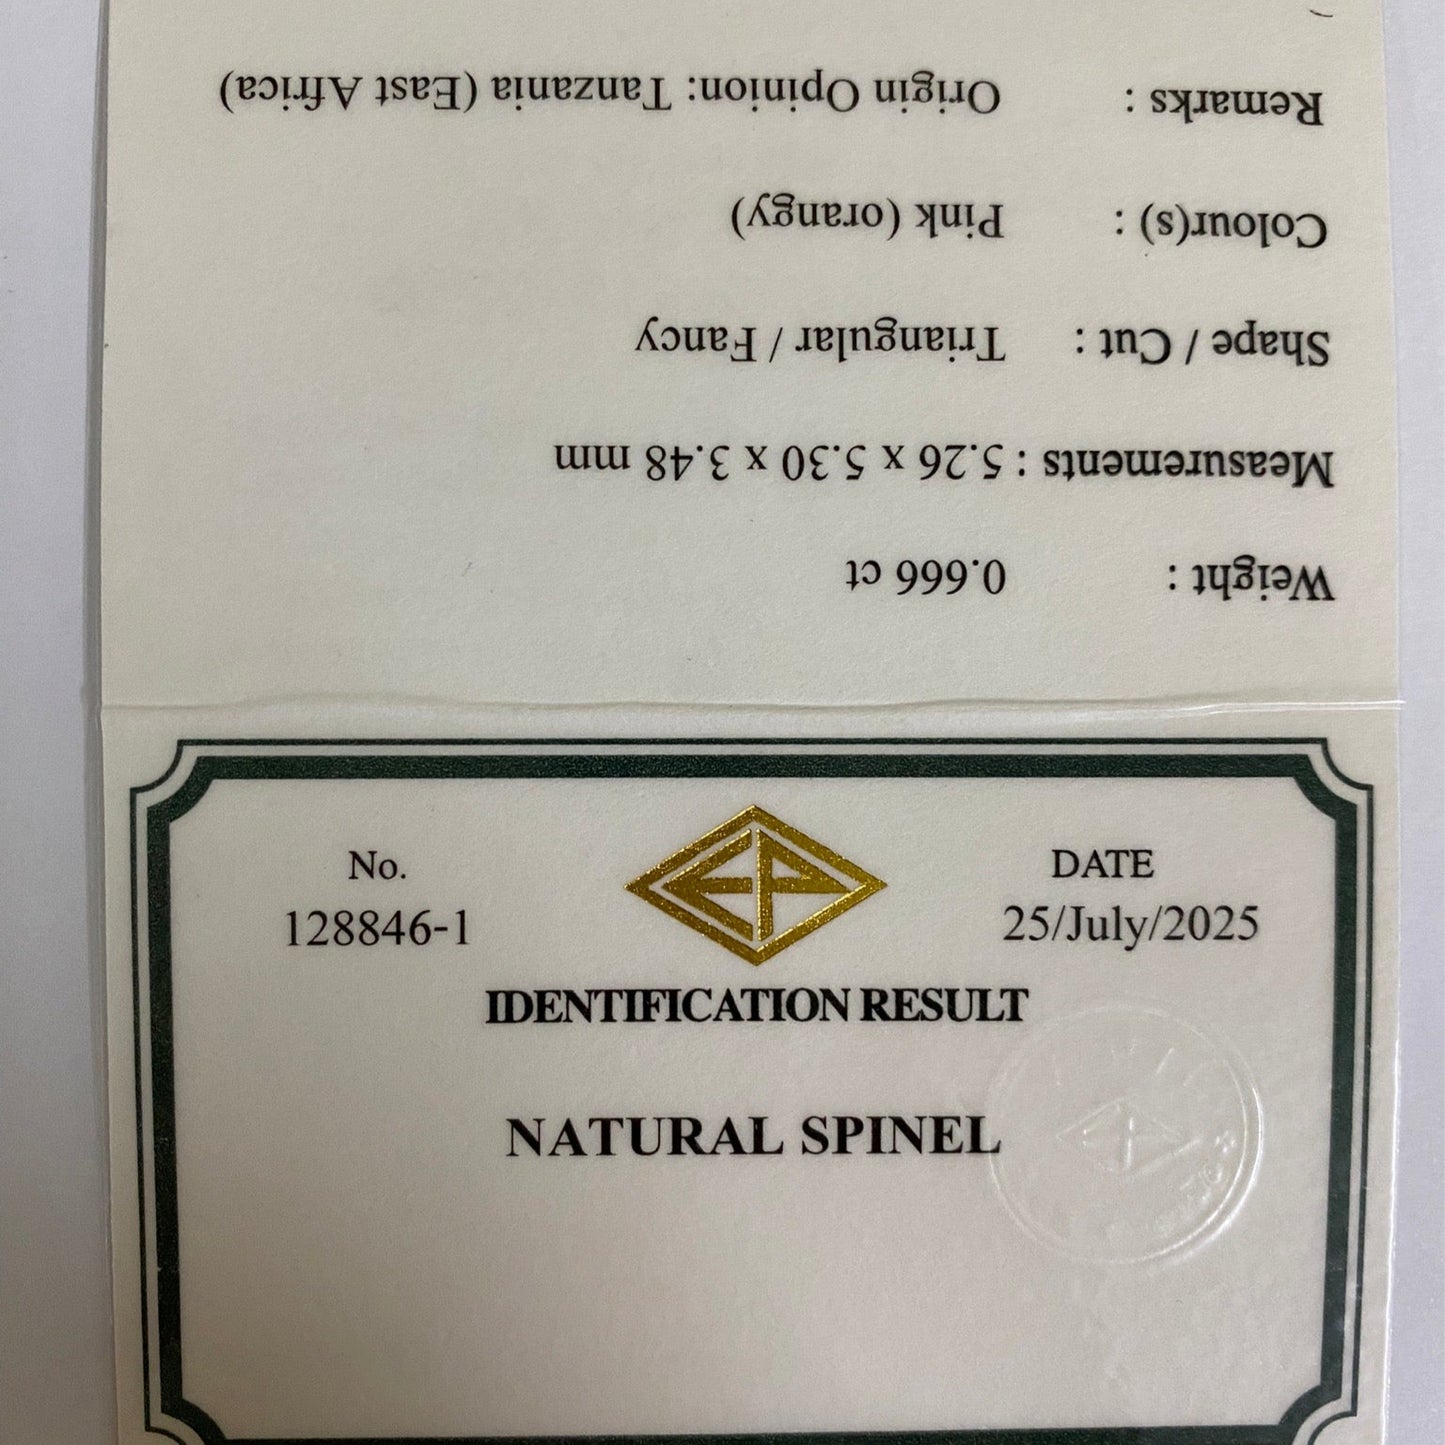 No.
128846-1
EP
DATE
25/July/2025
IDENTIFICATION RESULT
NATURAL SPINEL
Weight : 0.666 ct
Measurements : 5.26 x 5.30 x 3.48 mm
Shape / Cut : Triangular / Fancy
Colour(s) : Pink (orangy)
Remarks : Origin Opinion: Tanzania (East Africa)